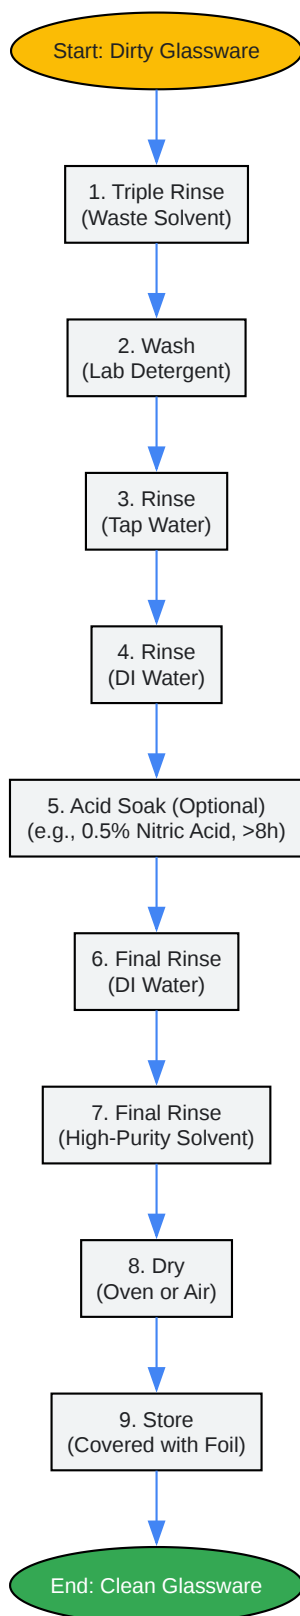 Start: Dirty Glassware
1. Triple Rinse
(Waste Solvent)
2. Wash
(Lab Detergent)
3. Rinse
(Tap Water)
4. Rinse
(DI Water)
5. Acid Soak (Optional)
(e.g., 0.5% Nitric Acid, >8h)
6. Final Rinse
(DI Water)
7. Final Rinse
(High-Purity Solvent)
8. Dry
(Oven or Air)
9. Store
(Covered with Foil)
End: Clean Glassware